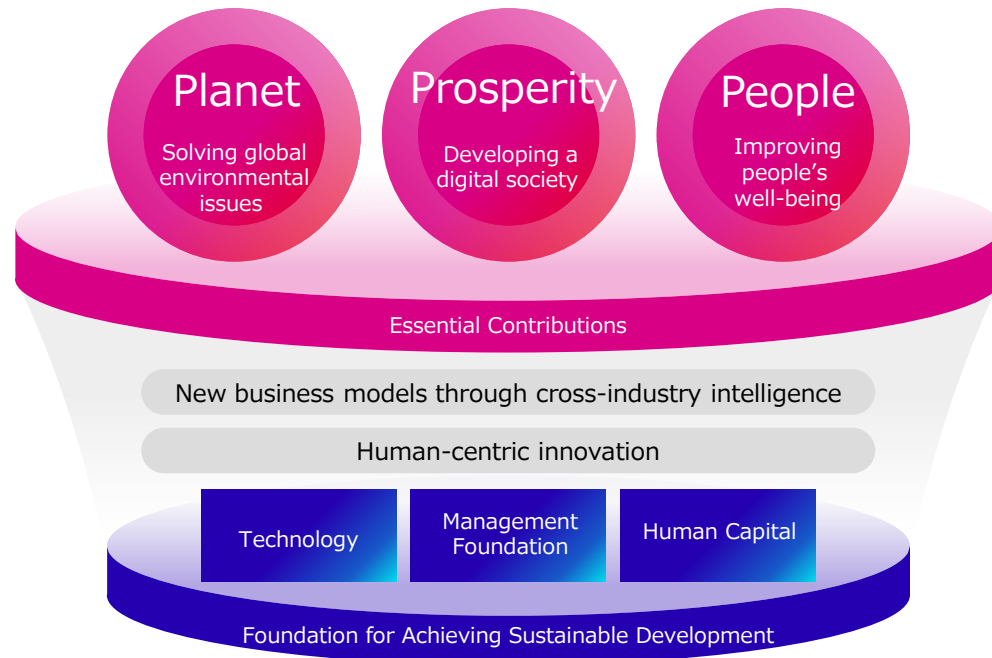 Planet
Solving global
environmental
issues
Prosperity
Developing a
digital society
People
Improving
people’s
well-being
Essential Contributions
New business models through cross-industry intelligence
Human-centric innovation
Technology
Management
Foundation
Human Capital
Foundation for Achieving Sustainable Development